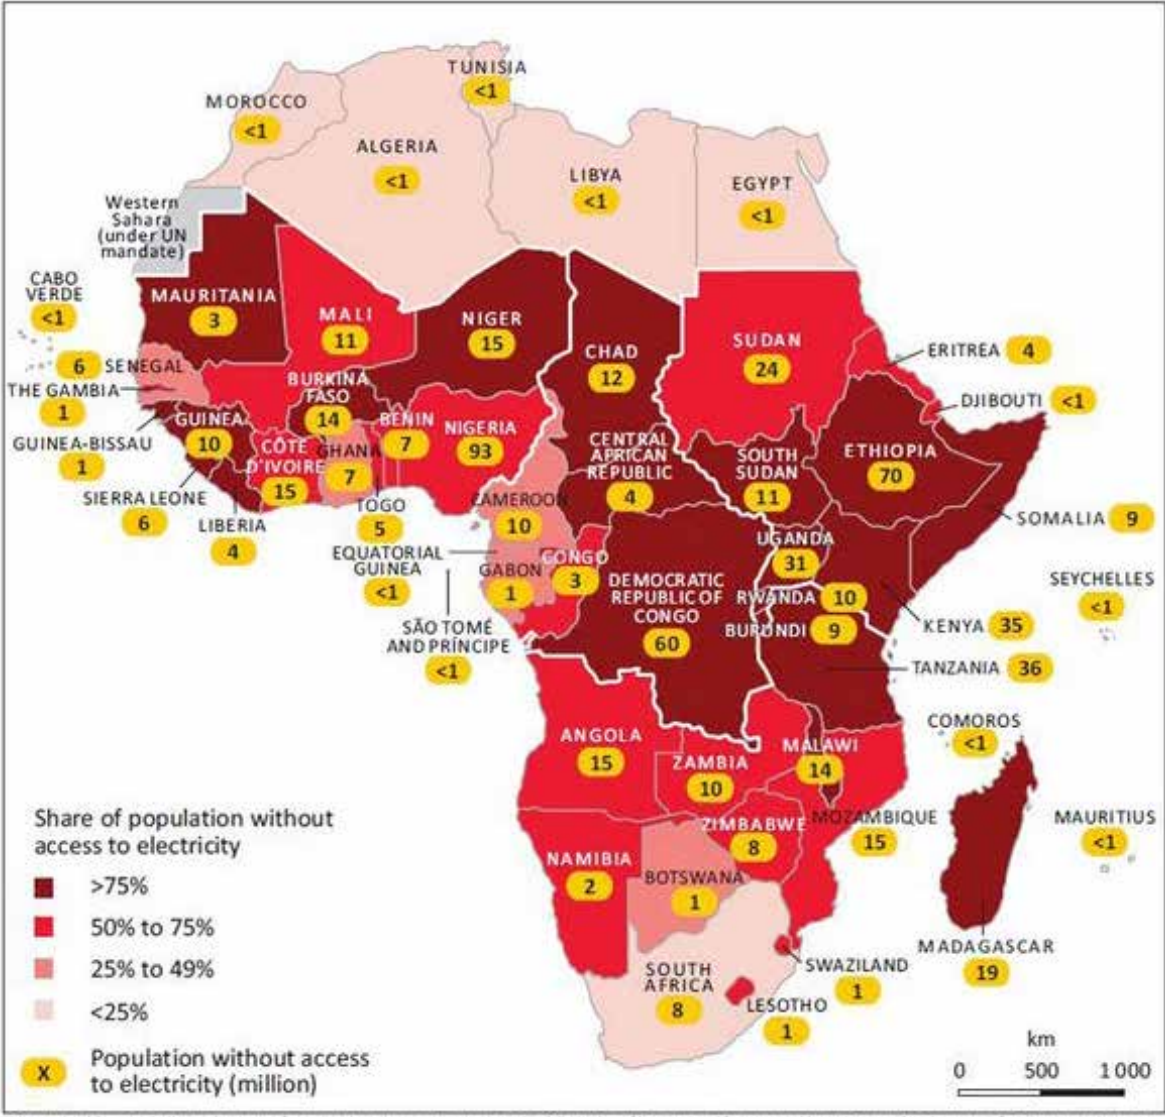 TUNISIA
<1
MOROCCO
<1
ALGERIA
<1
LIBYA
<1
EGYPT
<1
Western
Sahara
(under UN
mandate)
CABO
VERDE
<1
MAURITANIA
3
MALI
11
NIGER
15
CHAD
12
SUDAN
24
ERITREA 4
DJIBOUTI <1
6 SENEGAL
THE GAMBIA
1
GUINEA-BISSAU
1
GUINEA
10
BURKINA
FASO
14
BENIN
7
NIGERIA
93
CÔTE
D'IVOIRE
15
GHANA
7
CENTRAL
AFRICAN
REPUBLIC
4
SOUTH
SUDAN
11
ETHIOPIA
70
SOMALIA 9
SIERRA LEONE
6
LIBERIA
4
TOGO
5
CAMEROON
10
EQUATORIAL
GUINEA
<1
GABON
1
CONGO
3
DEMOCRATIC
REPUBLIC OF
CONGO
60
UGANDA
31
RWANDA 10
BURUNDI 9
SEYCHELLES
<1
KENYA 35
TANZANIA 36
SÃO TOMÉ
AND PRÍNCIPE
<1
COMOROS
<1
ANGOLA
15
ZAMBIA
10
MALAWI
14
ZIMBABWE
8
MOZAMBIQUE
15
MAURITIUS
<1
NAMIBIA
2
BOTSWANA
1
MADAGASCAR
19
SOUTH
AFRICA
8
SWAZILAND
1
LESOTHO
1
Share of population without
access to electricity
>75%
50% to 75%
25% to 49%
<25%
X Population without access
to electricity (million)
km
0 500 1 000